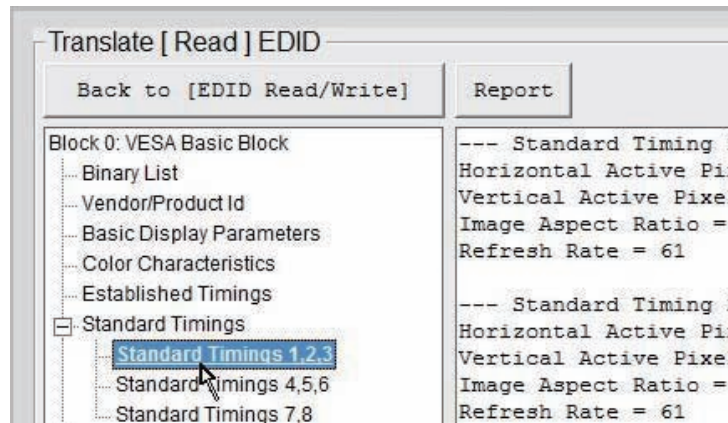 Translate [ Read ] EDID
Back to [EDID Read/Write]
Report
Block 0: VESA Basic Block
Binary List
Vendor/Product Id
Basic Display Parameters
Color Characteristics
Established Timings
Standard Timings
Standard Timings 1,2,3
Standard Timings 4,5,6
Standard Timings 7,8
--- Standard Timing
Horizontal Active Pi
Vertical Active Pixe
Image Aspect Ratio =
Refresh Rate = 61
--- Standard Timing
Horizontal Active Pi
Vertical Active Pixe
Image Aspect Ratio =
Refresh Rate = 61